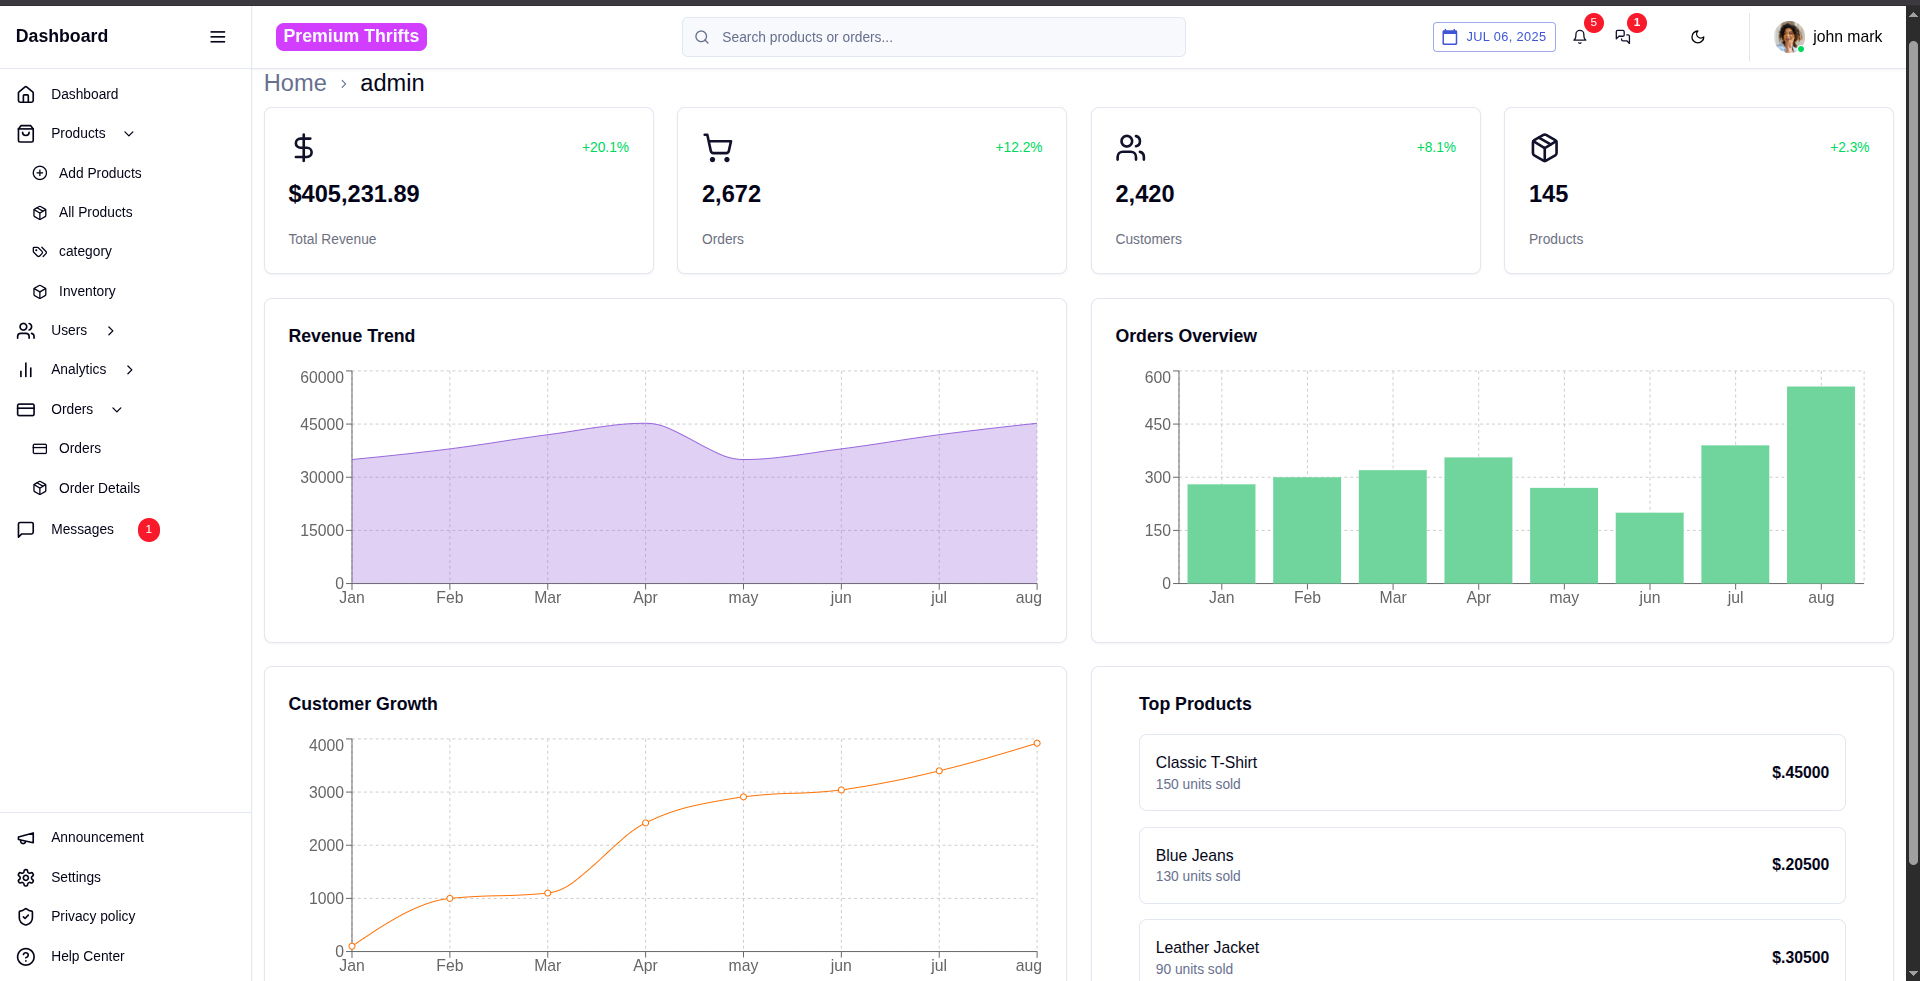 Dashboard
Premium Thrifts
Search products or orders...
JUL 06, 2025
5
1
john mark
Dashboard
Products
Add Products
All Products
category
Inventory
Users
Analytics
Orders
Orders
Order Details
Messages
1
Announcement
Settings
Privacy policy
Help Center
Home › admin
+20.1%
$405,231.89
Total Revenue
+12.2%
2,672
Orders
+8.1%
2,420
Customers
+2.3%
145
Products
Revenue Trend
60000
45000
30000
15000
0
Jan Feb Mar Apr may jun jul aug
Orders Overview
600
450
300
150
0
Jan Feb Mar Apr may jun jul aug
Customer Growth
4000
3000
2000
1000
0
Jan Feb Mar Apr may jun jul aug
Top Products
Classic T-Shirt
150 units sold
$.45000
Blue Jeans
130 units sold
$.20500
Leather Jacket
90 units sold
$.30500